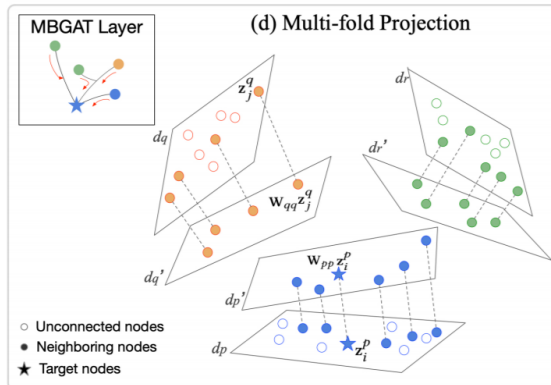 (d) Multi-fold Projection
MBGAT Layer
z_j^q
dq
W_qq z_j^q
dq'
dr
dr'
W_pp z_i^p
dp'
dp
z_i^p
Unconnected nodes
Neighboring nodes
Target nodes